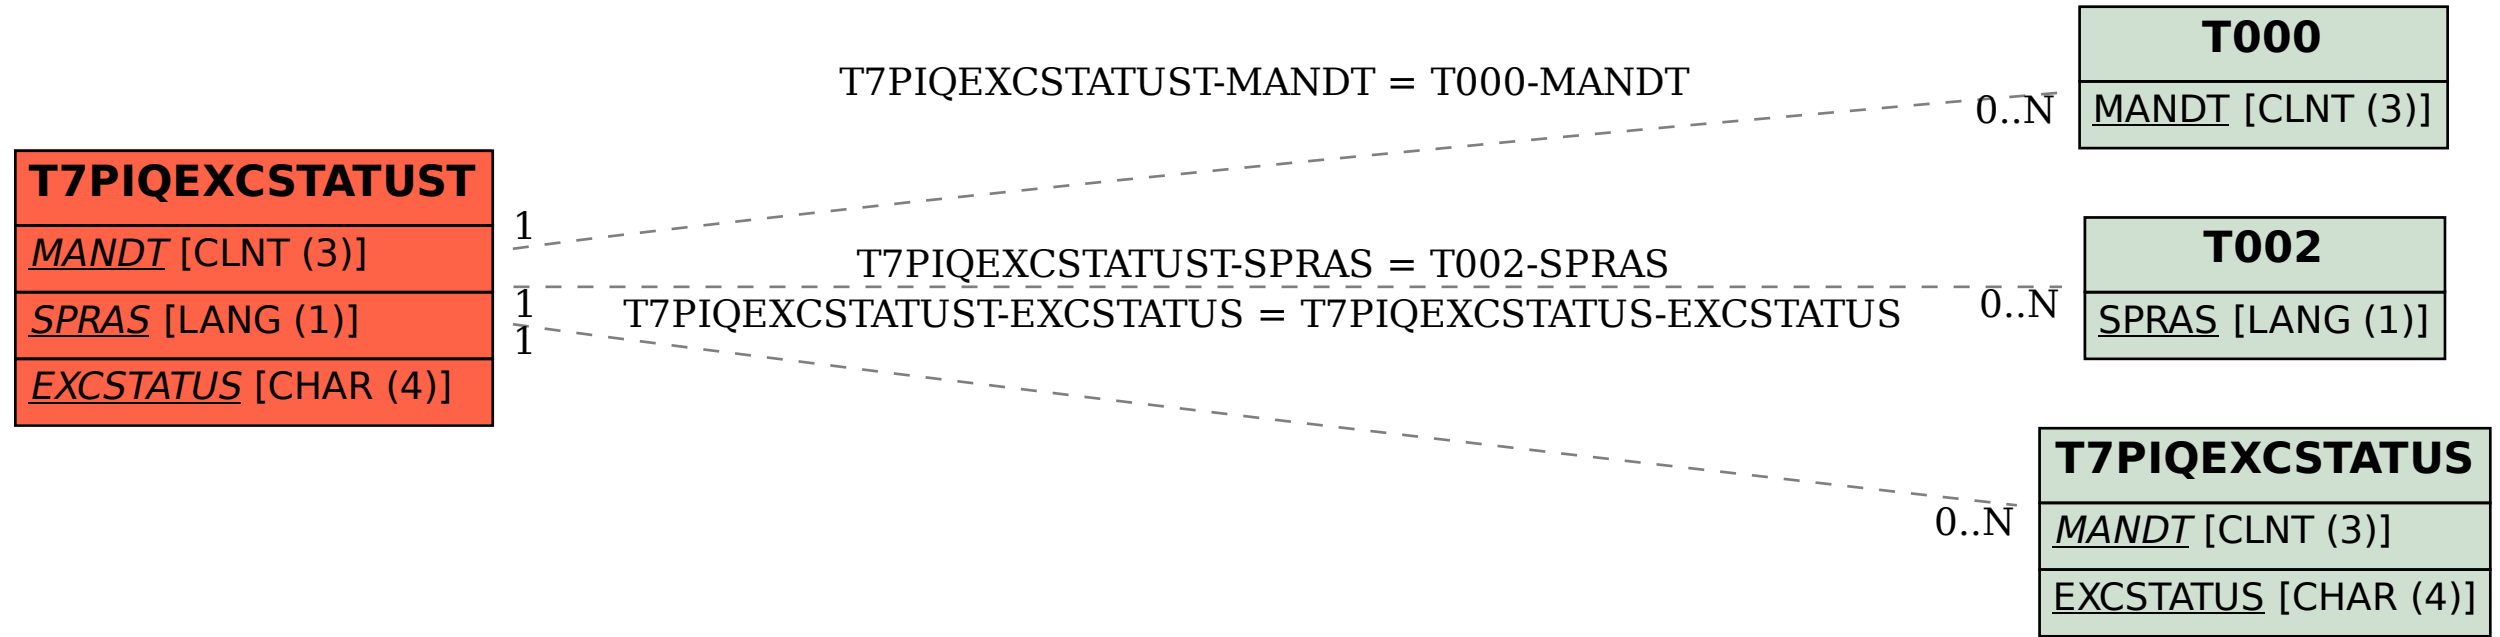 T7PIQEXCSTATUST
MANDT [CLNT (3)]
SPRAS [LANG (1)]
EXCSTATUS [CHAR (4)]
T7PIQEXCSTATUST-MANDT = T000-MANDT
1
0..N
T7PIQEXCSTATUST-SPRAS = T002-SPRAS
1
0..N
T7PIQEXCSTATUST-EXCSTATUS = T7PIQEXCSTATUS-EXCSTATUS
1
0..N
T000
MANDT [CLNT (3)]
T002
SPRAS [LANG (1)]
T7PIQEXCSTATUS
MANDT [CLNT (3)]
EXCSTATUS [CHAR (4)]